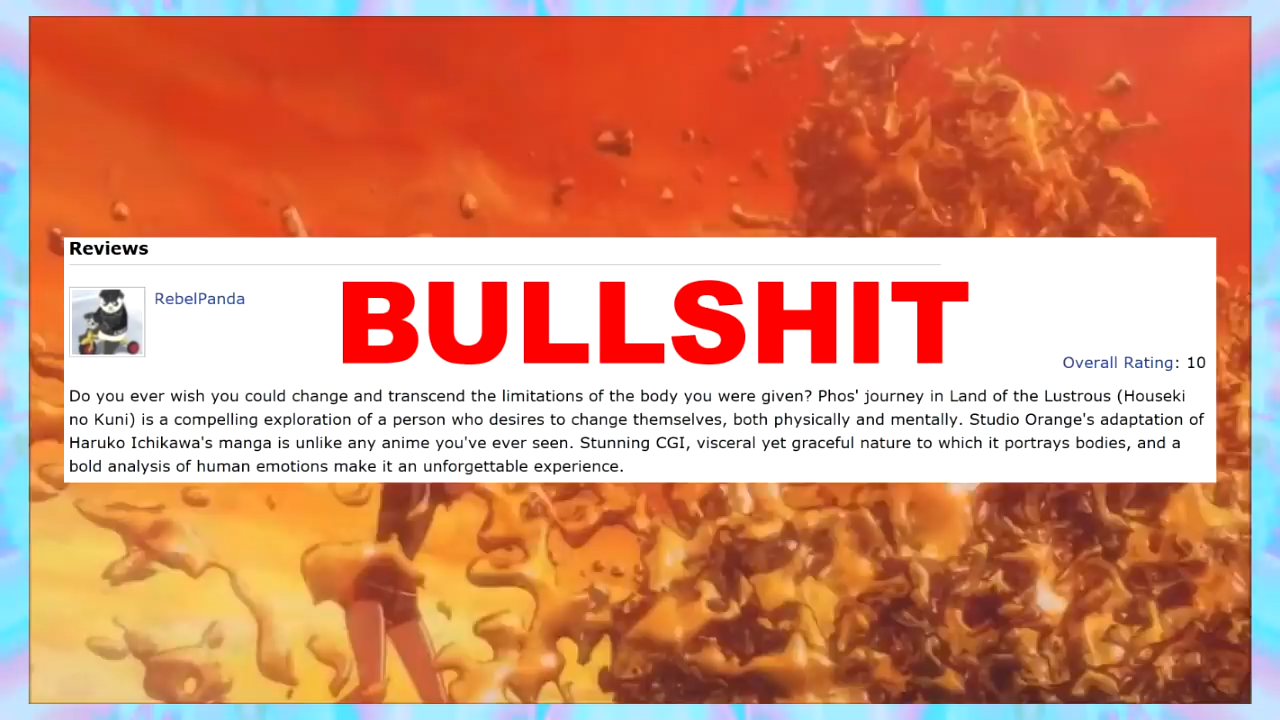 Reviews
RebelPanda
BULLSHIT
Overall Rating: 10
Do you ever wish you could change and transcend the limitations of the body you were given? Phos' journey in Land of the Lustrous (Houseki
no Kuni) is a compelling exploration of a person who desires to change themselves, both physically and mentally. Studio Orange's adaptation of
Haruko Ichikawa's manga is unlike any anime you've ever seen. Stunning CGI, visceral yet graceful nature to which it portrays bodies, and a
bold analysis of human emotions make it an unforgettable experience.